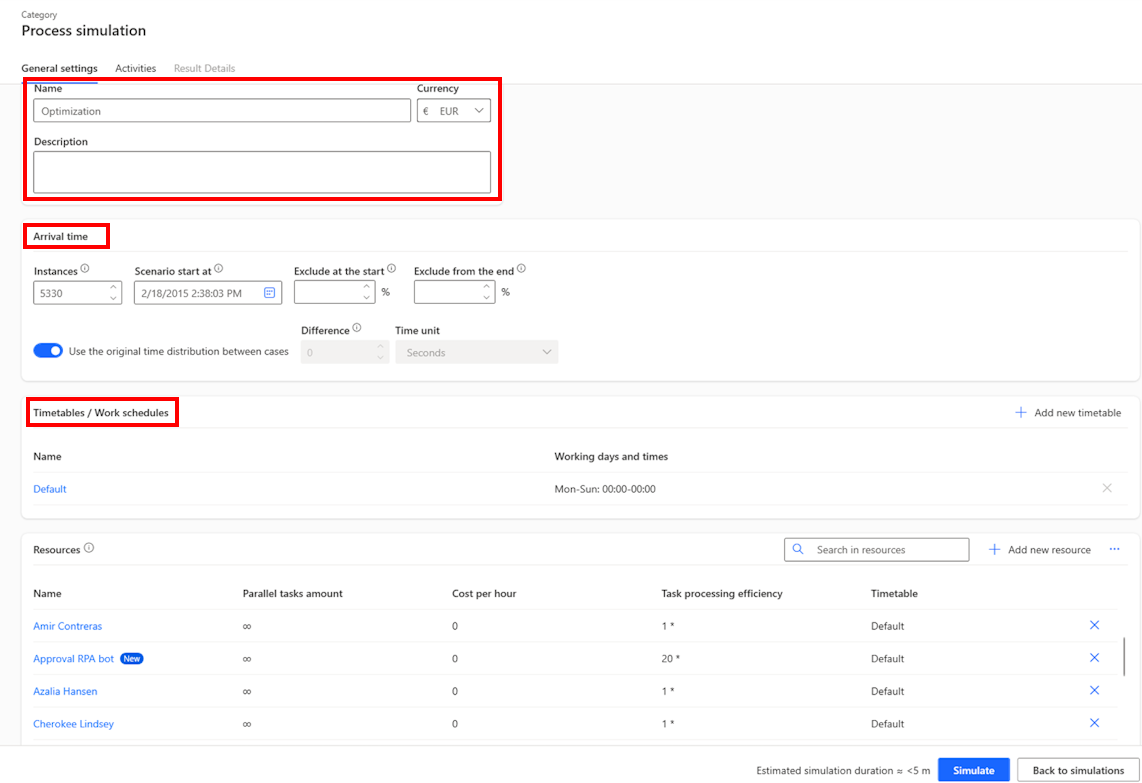 Category
Process simulation
General settings Activities Result Details
Name Currency
Optimization € EUR
Description
Arrival time
Instances Scenario start at Exclude at the start Exclude from the end
5330 2/18/2015 2:38:03 PM % %
Difference Time unit
Use the original time distribution between cases 0 Seconds
Timetables / Work schedules Add new timetable
Name Working days and times
Default Mon-Sun: 00:00-00:00
Resources Search in resources Add new resource ...
Name Parallel tasks amount Cost per hour Task processing efficiency Timetable
Amir Contreras ∞ 0 1 * Default
Approval RPA bot New ∞ 0 20 * Default
Azalia Hansen ∞ 0 1 * Default
Cherokee Lindsey ∞ 0 1 * Default
Estimated simulation duration ≈ <5 m Simulate Back to simulations